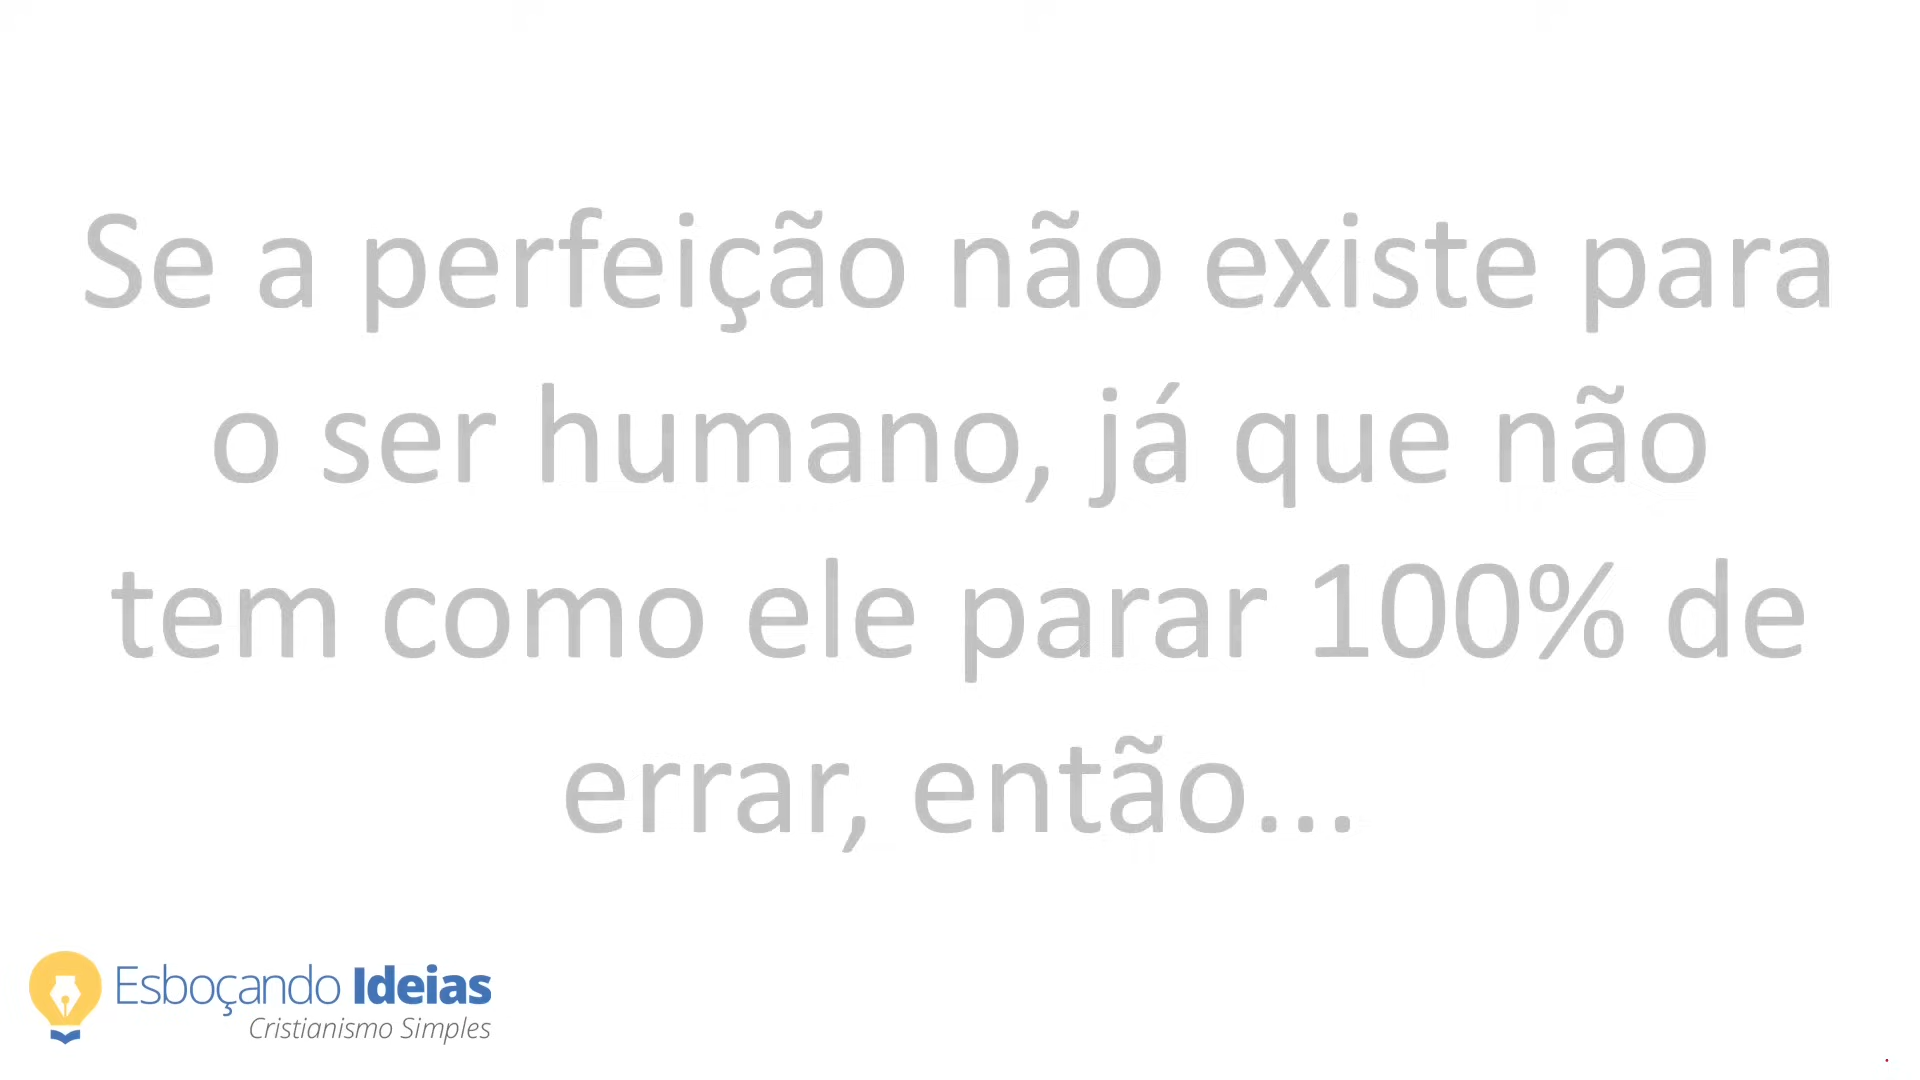 Se a perfeição não existe para
o ser humano, já que não
tem como ele parar 100% de
errar, então...
Esboçando Ideias
Cristianismo Simples